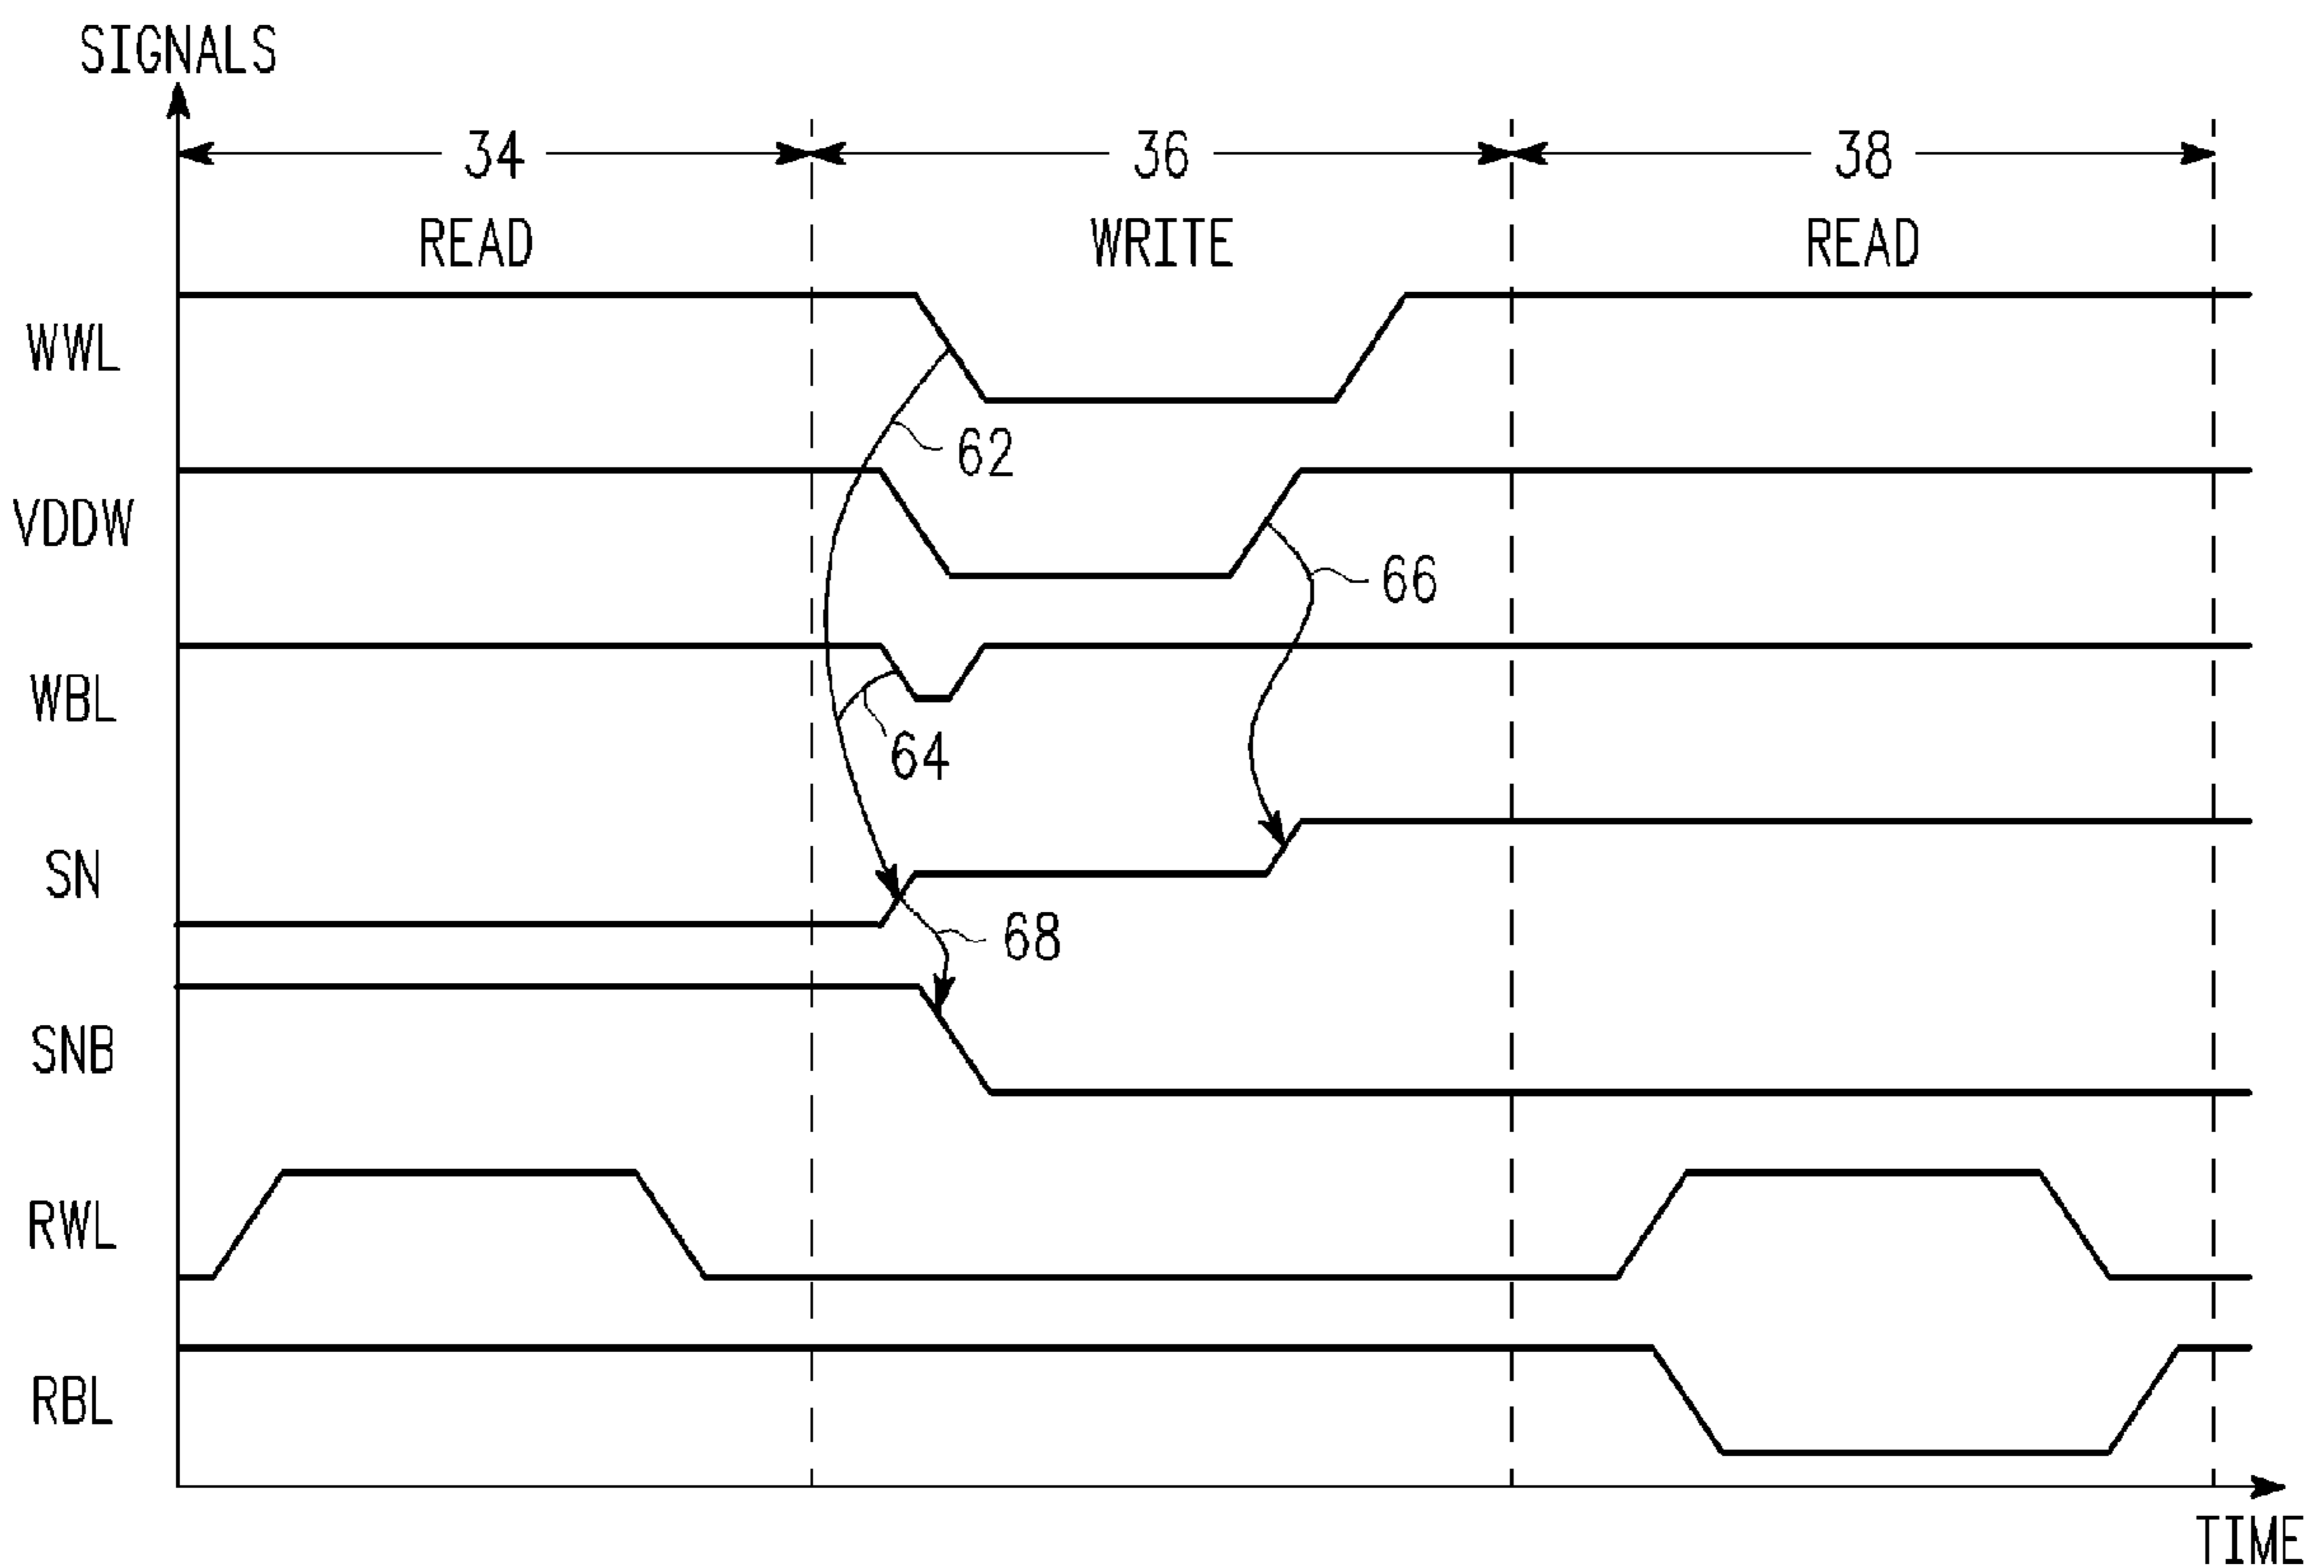 SIGNALS
34 36 38
READ WRITE READ
WWL
62
VDDW
66
WBL
64
SN
68
SNB
RWL
RBL
TIME